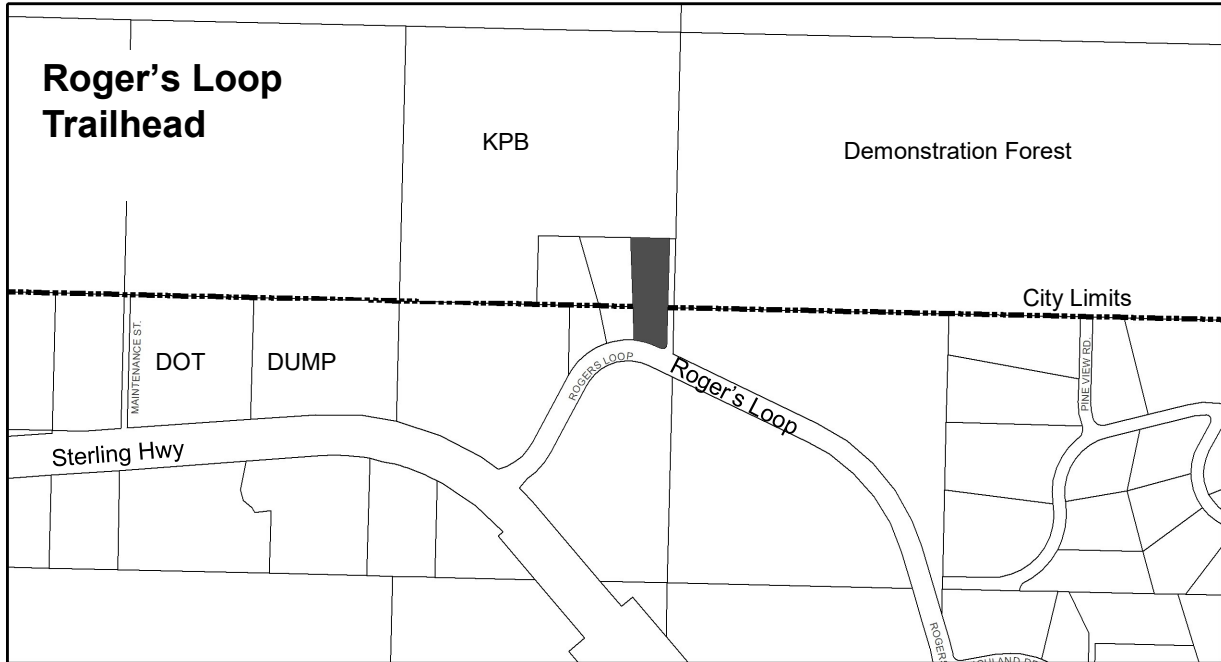 Roger's Loop
Trailhead
KPB
Demonstration Forest
City Limits
MAINTENANCE ST.
DOT
DUMP
ROGERS LOOP
Roger's Loop
PINE VIEW RD.
Sterling Hwy
ROGERS